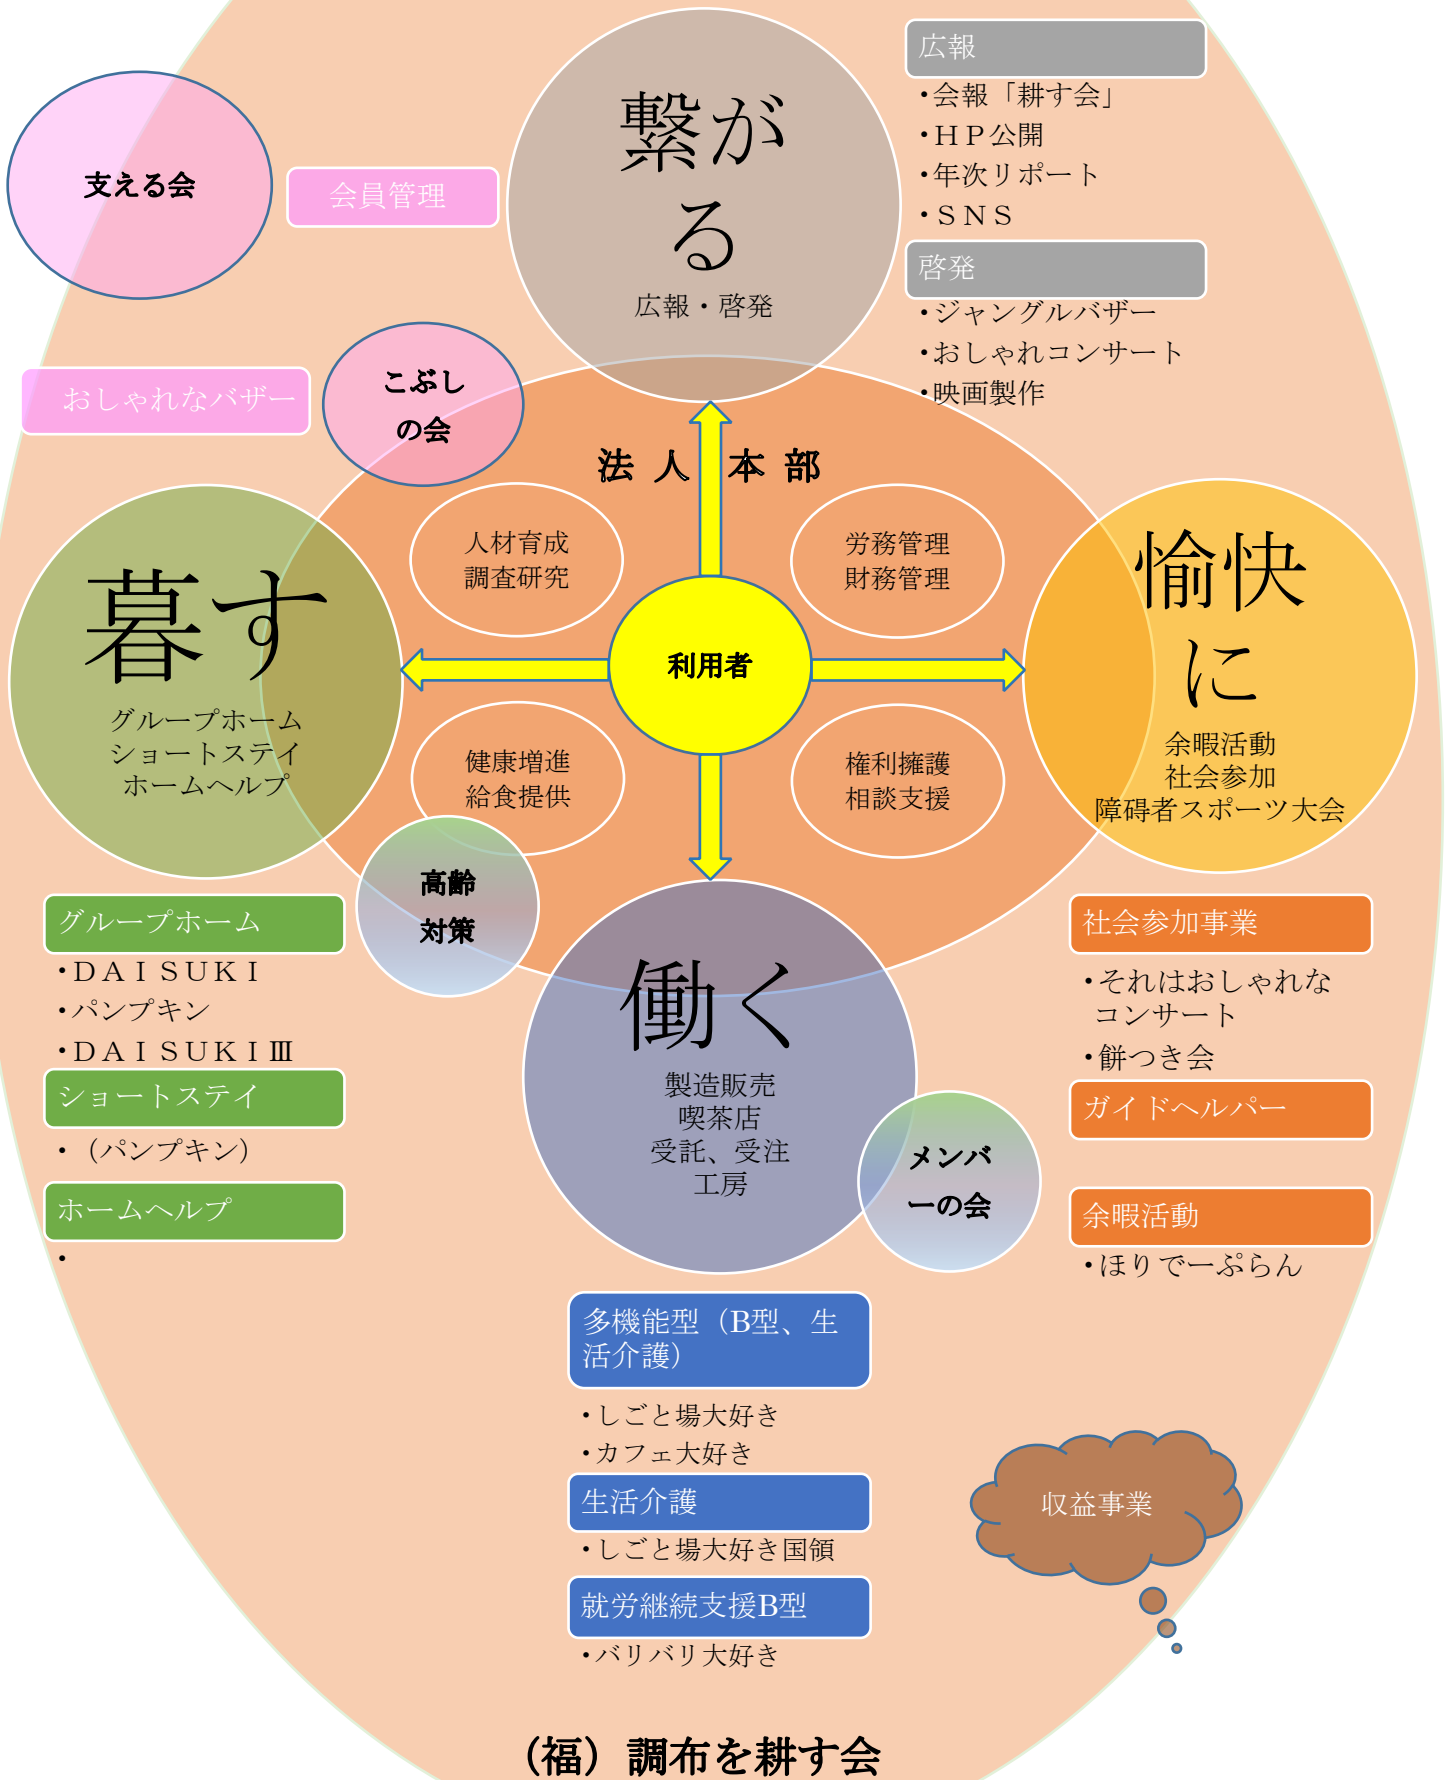 繋が
る
広報・啓発
広報
・会報「耕す会」
・ＨＰ公開
・年次リポート
・ＳＮＳ
啓発
・ジャングルバザー
・おしゃれコンサート
・映画製作
支える会
会員管理
おしゃれなバザー
こぶし
の会
法 人 本 部
人材育成
調査研究
労務管理
財務管理
利用者
健康増進
給食提供
権利擁護
相談支援
暮す
グループホーム
ショートステイ
ホームヘルプ
愉快
に
余暇活動
社会参加
障碍者スポーツ大会
高齢
対策
働く
製造販売
喫茶店
受託、受注
工房
メンバ
ーの会
グループホーム
・ＤＡＩＳＵＫＩ
・パンプキン
・ＤＡＩＳＵＫＩⅢ
ショートステイ
・（パンプキン）
ホームヘルプ
・
社会参加事業
・それはおしゃれな
コンサート
・餅つき会
ガイドヘルパー
余暇活動
・ほりでーぷらん
多機能型（B型、生
活介護）
・しごと場大好き
・カフェ大好き
生活介護
・しごと場大好き国領
就労継続支援B型
・バリバリ大好き
収益事業
（福）調布を耕す会